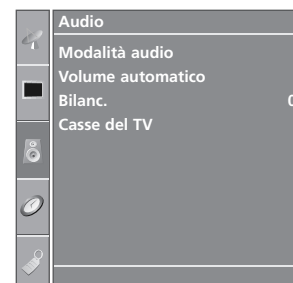 Audio
Modalità audio
Volume automatico
Bilanc. 0
Casse del TV